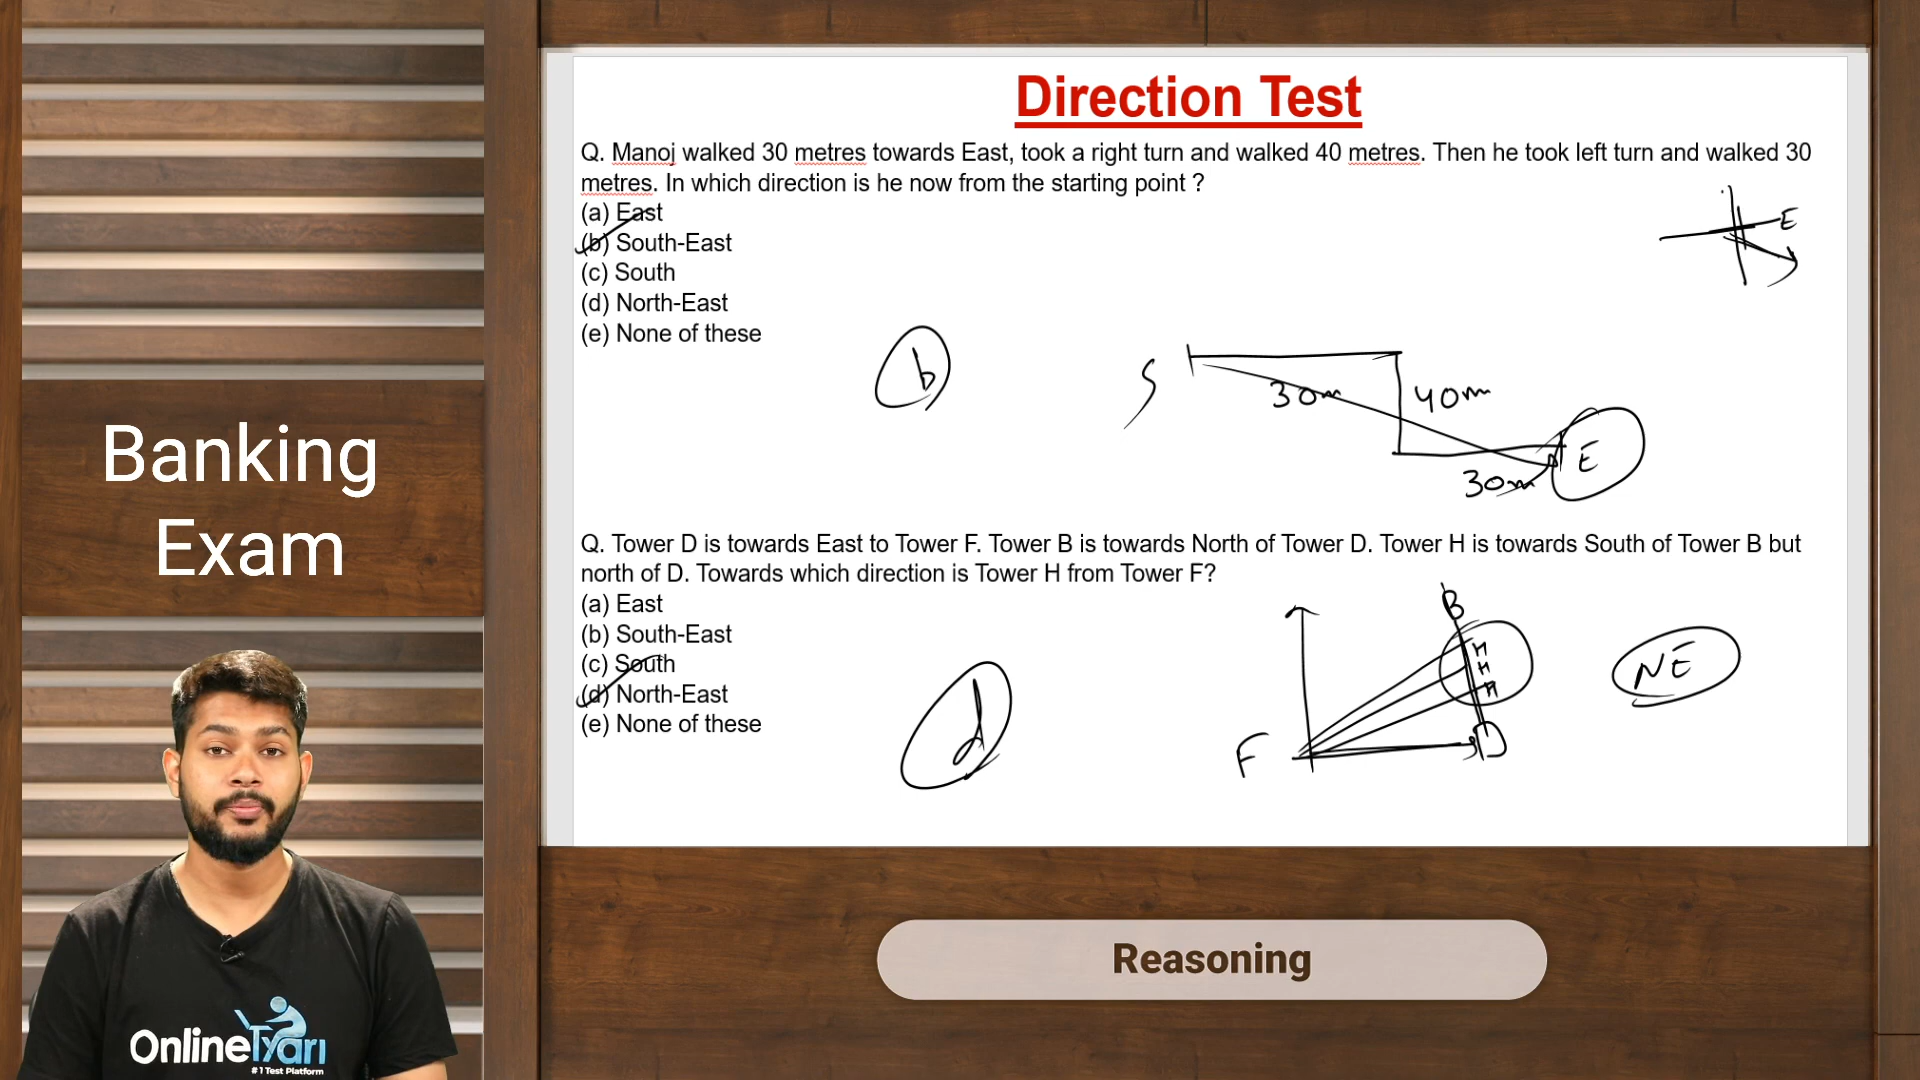 Direction Test
Q. Manoj walked 30 metres towards East, took a right turn and walked 40 metres. Then he took left turn and walked 30
metres. In which direction is he now from the starting point ?
(a) East
(b) South-East
(c) South
(d) North-East
(e) None of these
E
b
S
30m
40m
30m
E
Q. Tower D is towards East to Tower F. Tower B is towards North of Tower D. Tower H is towards South of Tower B but
north of D. Towards which direction is Tower H from Tower F?
(a) East
(b) South-East
(c) South
(d) North-East
(e) None of these
d
B
H
H
H
F
D
NE
Banking
Exam
OnlineTyari
#1 Test Platform
Reasoning